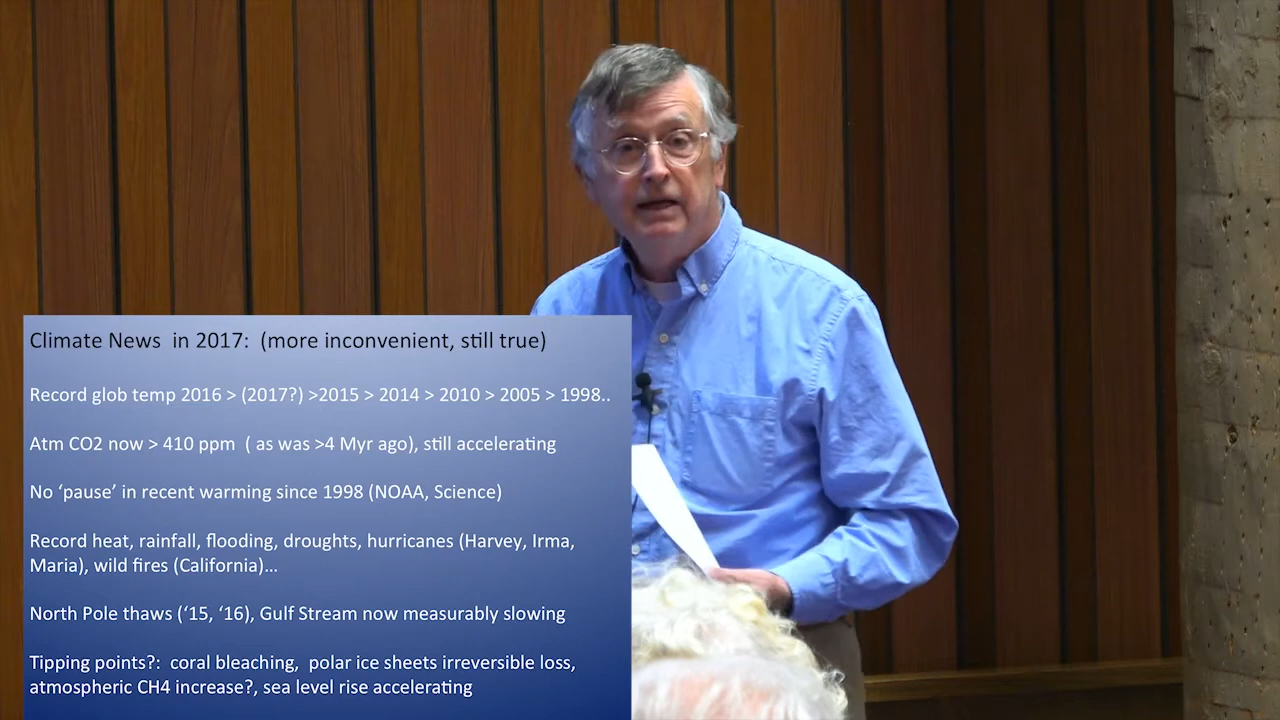 Climate News  in 2017:  (more inconvenient, still true)
Record glob temp 2016 > (2017?) >2015 > 2014 > 2010 > 2005 > 1998..
Atm CO2 now > 410 ppm  ( as was >4 Myr ago), still accelerating
No ‘pause’ in recent warming since 1998 (NOAA, Science)
Record heat, rainfall, flooding, droughts, hurricanes (Harvey, Irma,
Maria), wild fires (California)…
North Pole thaws (‘15, ‘16), Gulf Stream now measurably slowing
Tipping points?:  coral bleaching,  polar ice sheets irreversible loss,
atmospheric CH4 increase?, sea level rise accelerating